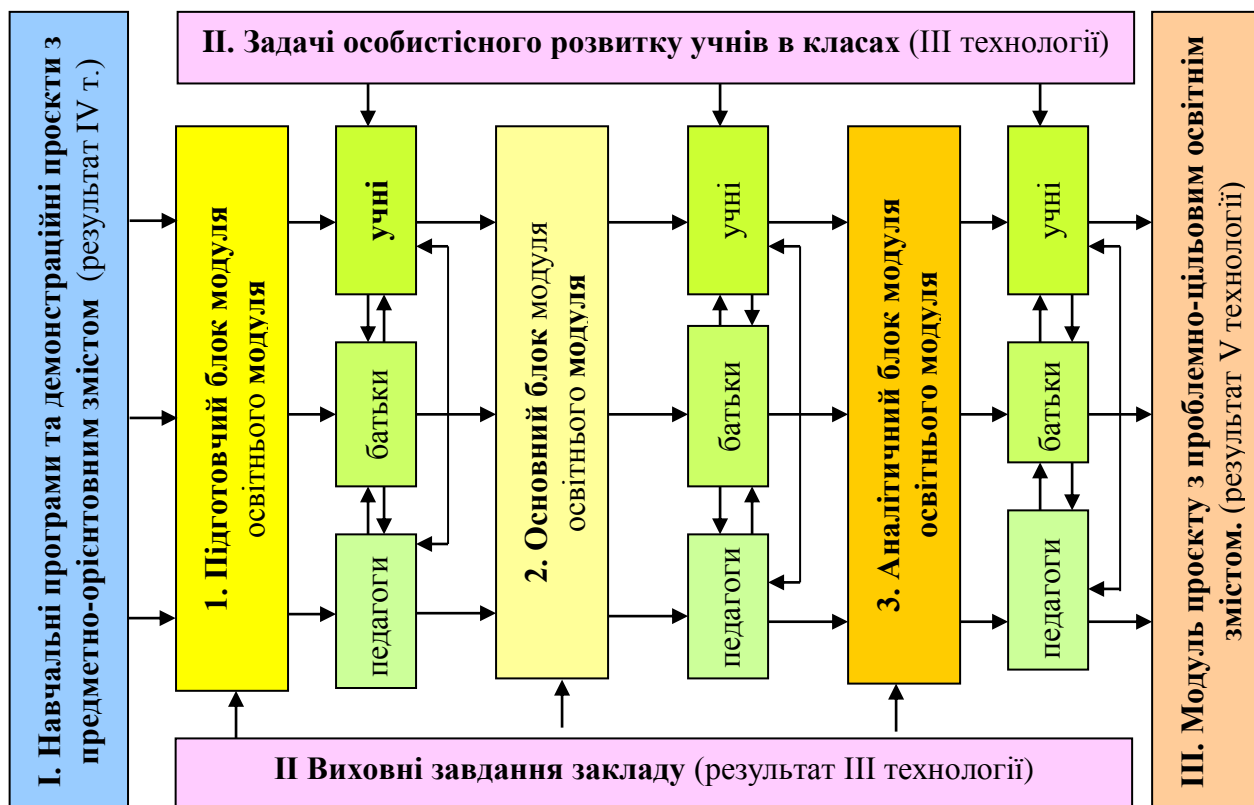 І. Навчальні програми та демонстраційні проєкти з
предметно-орієнтовним змістом (результат IV т.)
ІІ. Задачі особистісного розвитку учнів в класах (ІІІ технології)
1. Підготовчий блок модуля
освітнього модуля
учні
батьки
педагоги
2. Основний блок модуля
освітнього модуля
учні
батьки
педагоги
3. Аналітичний блок модуля
освітнього модуля
учні
батьки
педагоги
ІІІ. Модуль проєкту з проблемно-цільовим освітнім
змістом. (результат V технології)
ІІ Виховні завдання закладу (результат ІІІ технології)